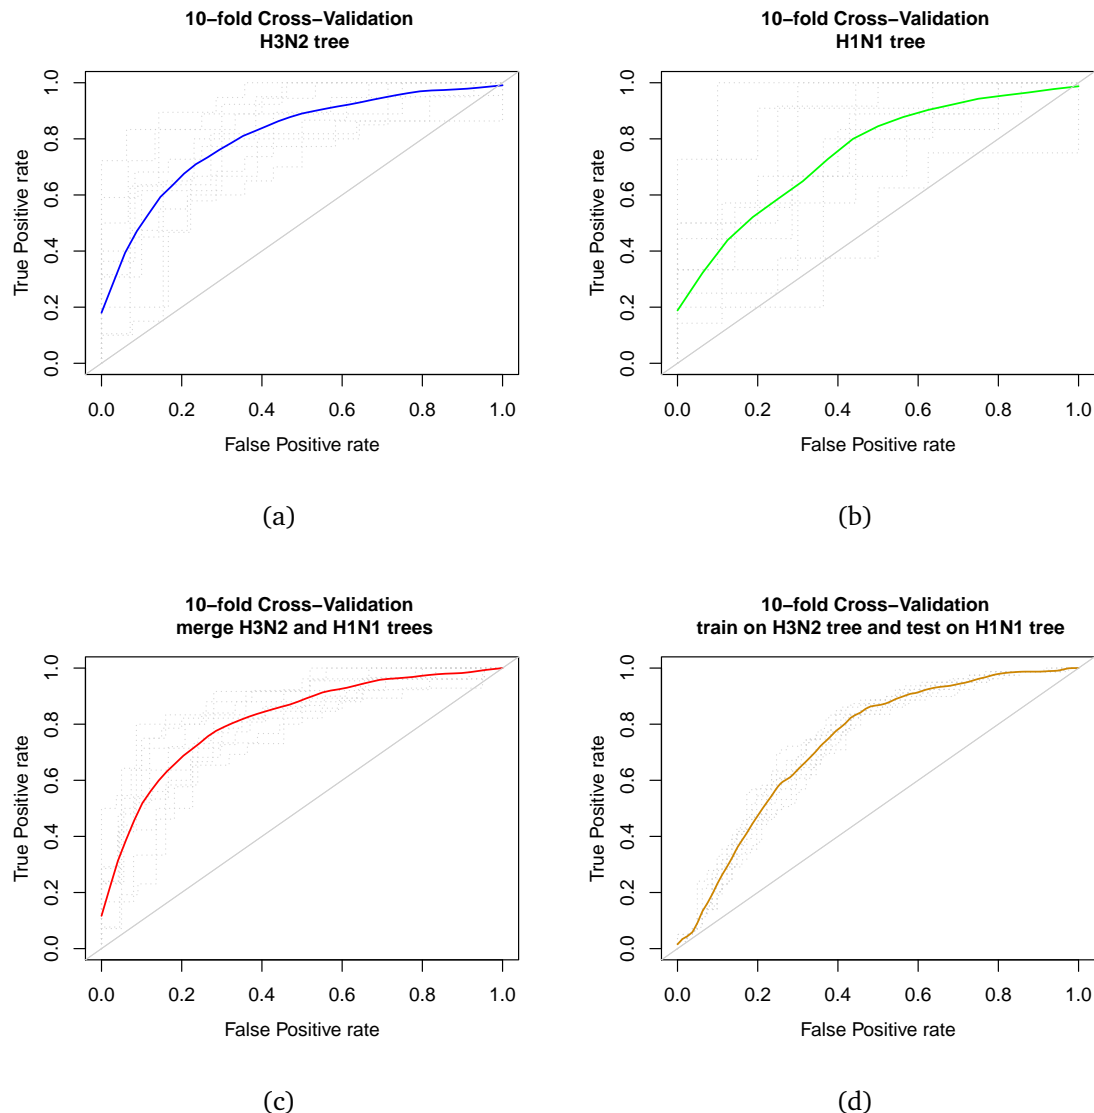 10−fold Cross−Validation
H3N2 tree
True Positive rate
0.0 0.2 0.4 0.6 0.8 1.0
0.0 0.2 0.4 0.6 0.8 1.0
False Positive rate
(a)
10−fold Cross−Validation
H1N1 tree
True Positive rate
0.0 0.2 0.4 0.6 0.8 1.0
0.0 0.2 0.4 0.6 0.8 1.0
False Positive rate
(b)
10−fold Cross−Validation
merge H3N2 and H1N1 trees
True Positive rate
0.0 0.2 0.4 0.6 0.8 1.0
0.0 0.2 0.4 0.6 0.8 1.0
False Positive rate
(c)
10−fold Cross−Validation
train on H3N2 tree and test on H1N1 tree
True Positive rate
0.0 0.2 0.4 0.6 0.8 1.0
0.0 0.2 0.4 0.6 0.8 1.0
False Positive rate
(d)